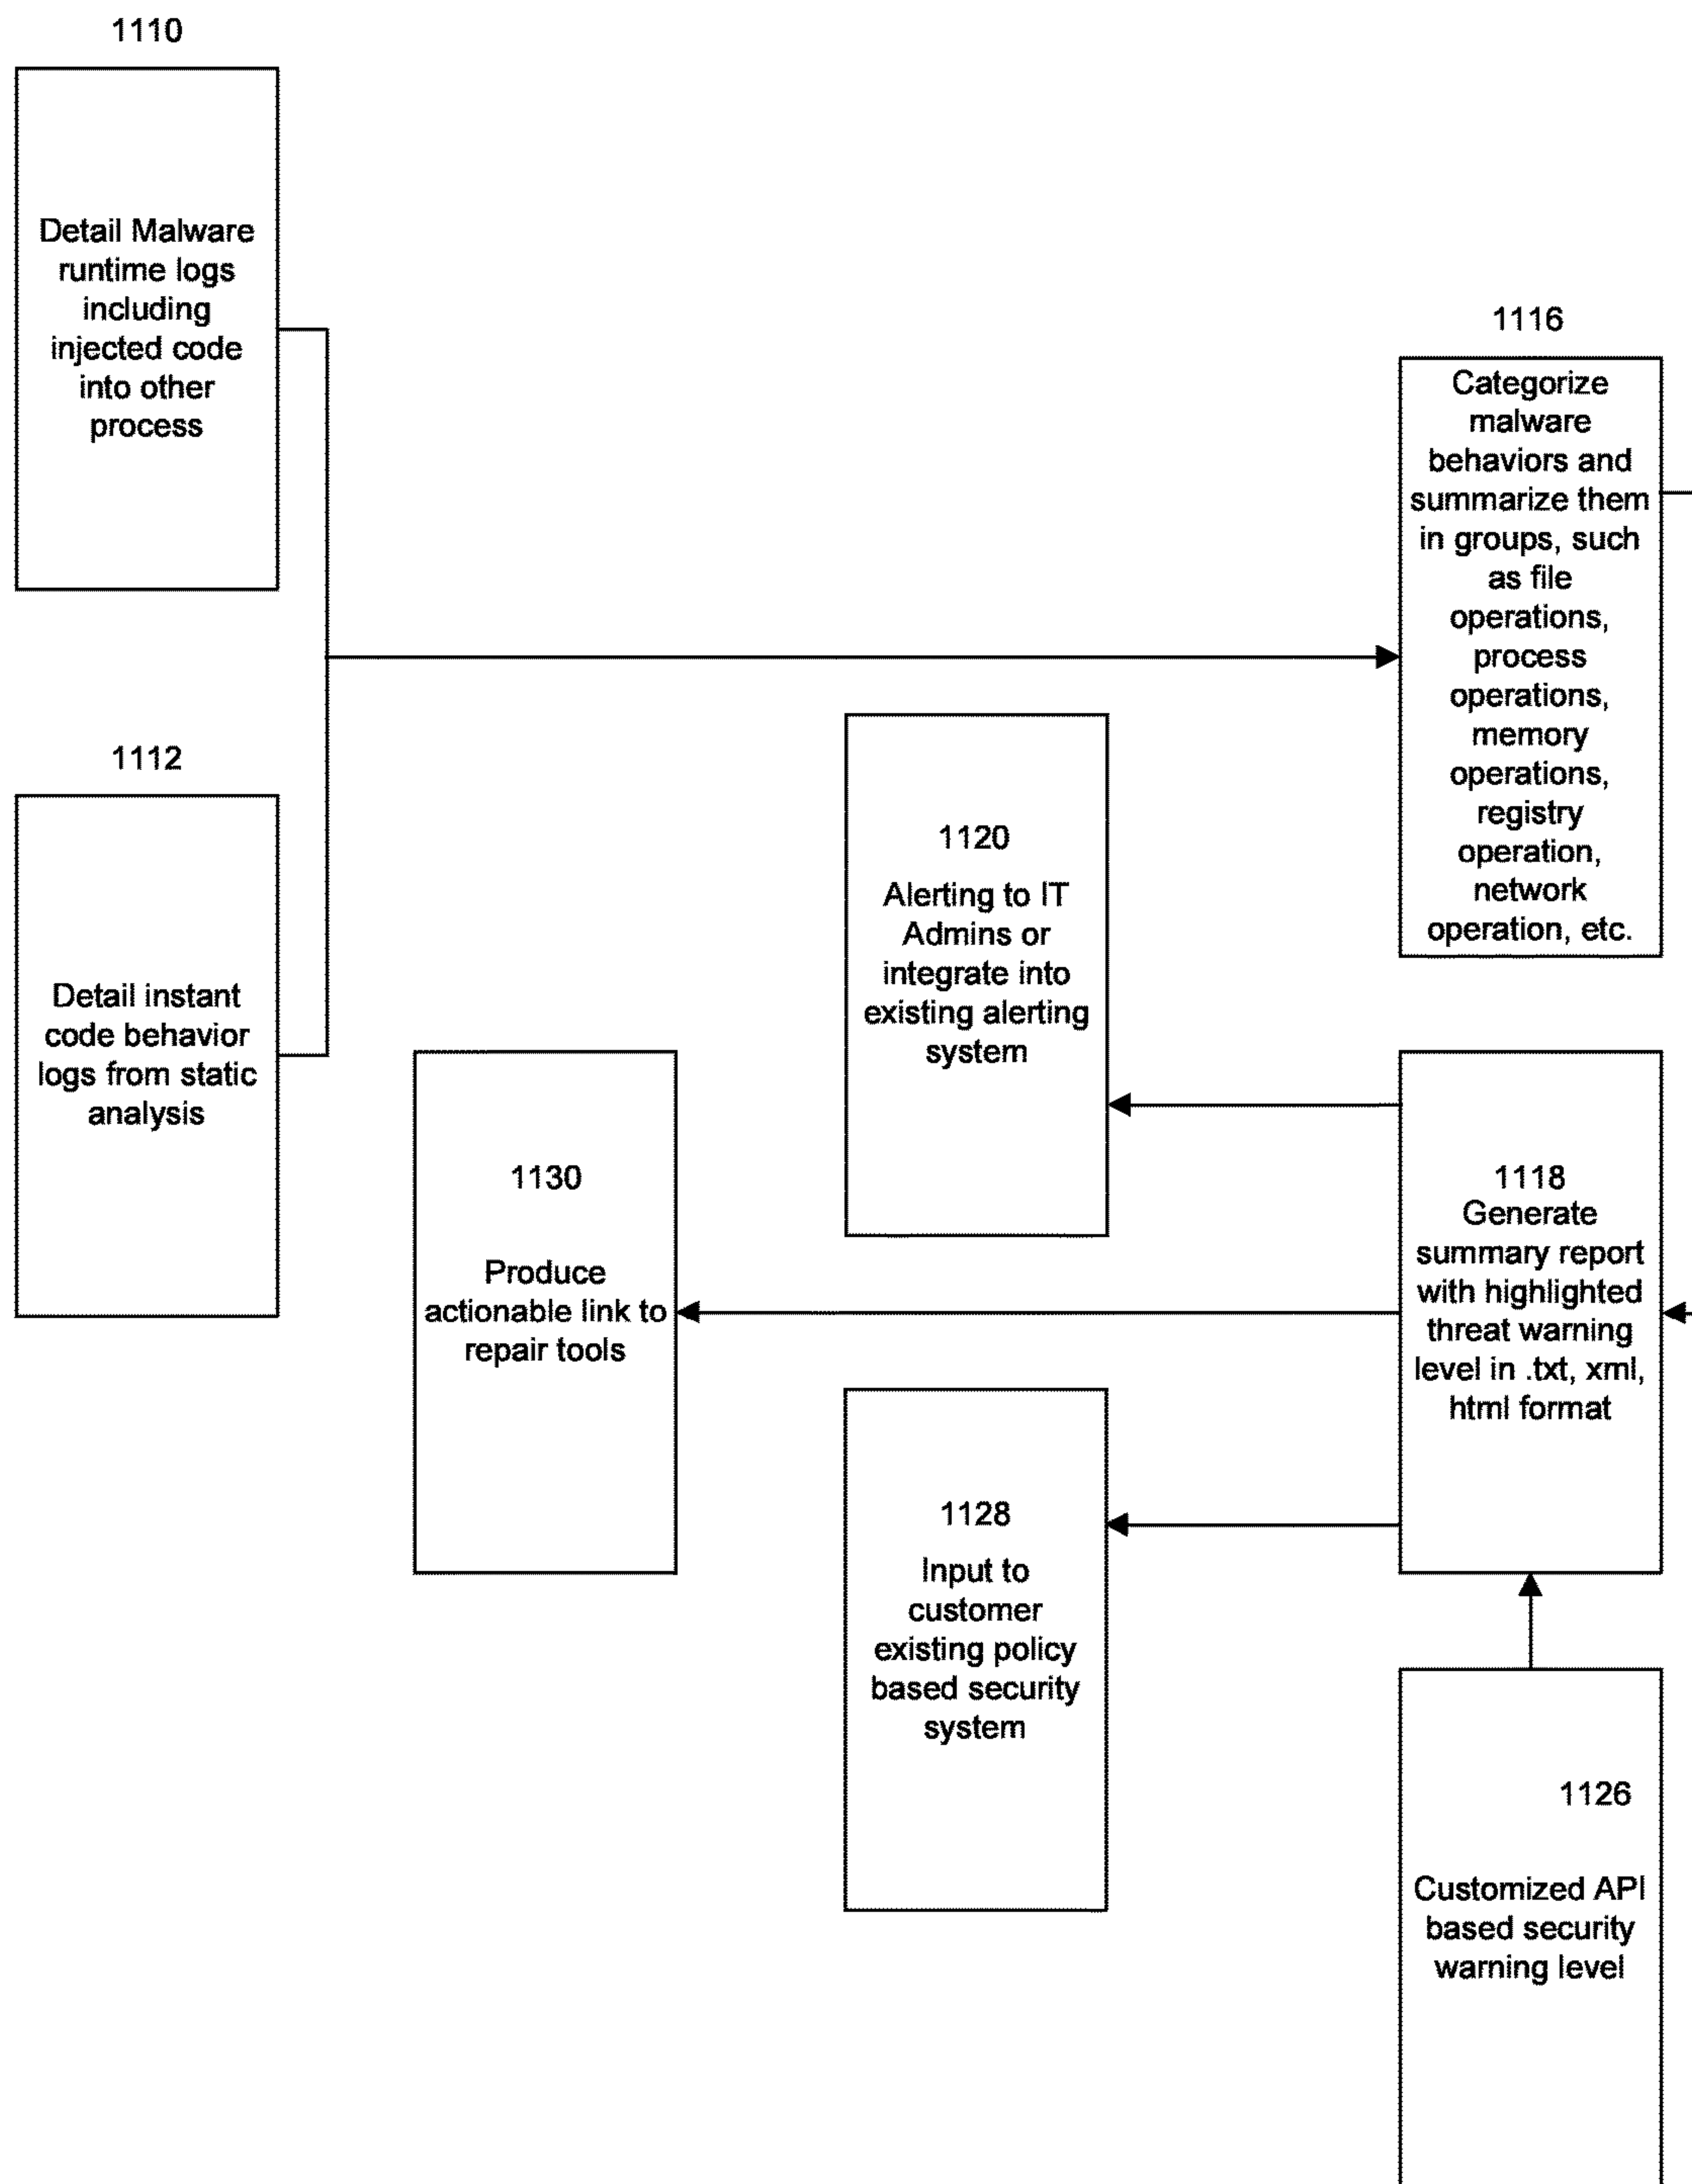 1110
Detail Malware
runtime logs
including
injected code
into other
process
1116
Categorize
malware
behaviors and
summarize them
in groups, such
as file
operations,
process
operations,
memory
operations,
registry
operation,
network
operation, etc.
1112
Detail instant
code behavior
logs from static
analysis
1120
Alerting to IT
Admins or
integrate into
existing alerting
system
1130
Produce
actionable link to
repair tools
1118
Generate
summary report
with highlighted
threat warning
level in .txt, xml,
html format
1128
Input to
customer
existing policy
based security
system
1126
Customized API
based security
warning level